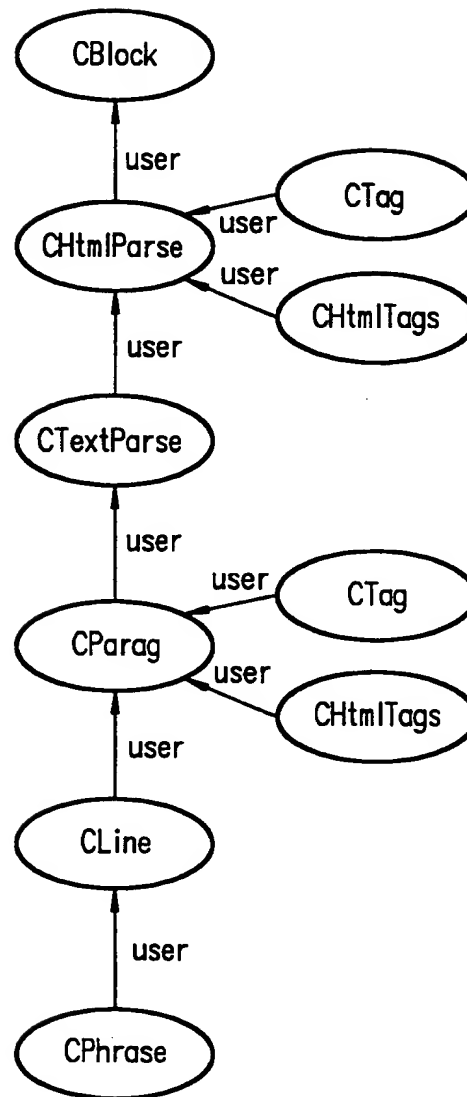 CBlock
user
CTag
user
CHtmlParse
user
CHtmlTags
user
CTextParse
user
CTag
user
CParag
user
CHtmlTags
user
CLine
user
CPhrase